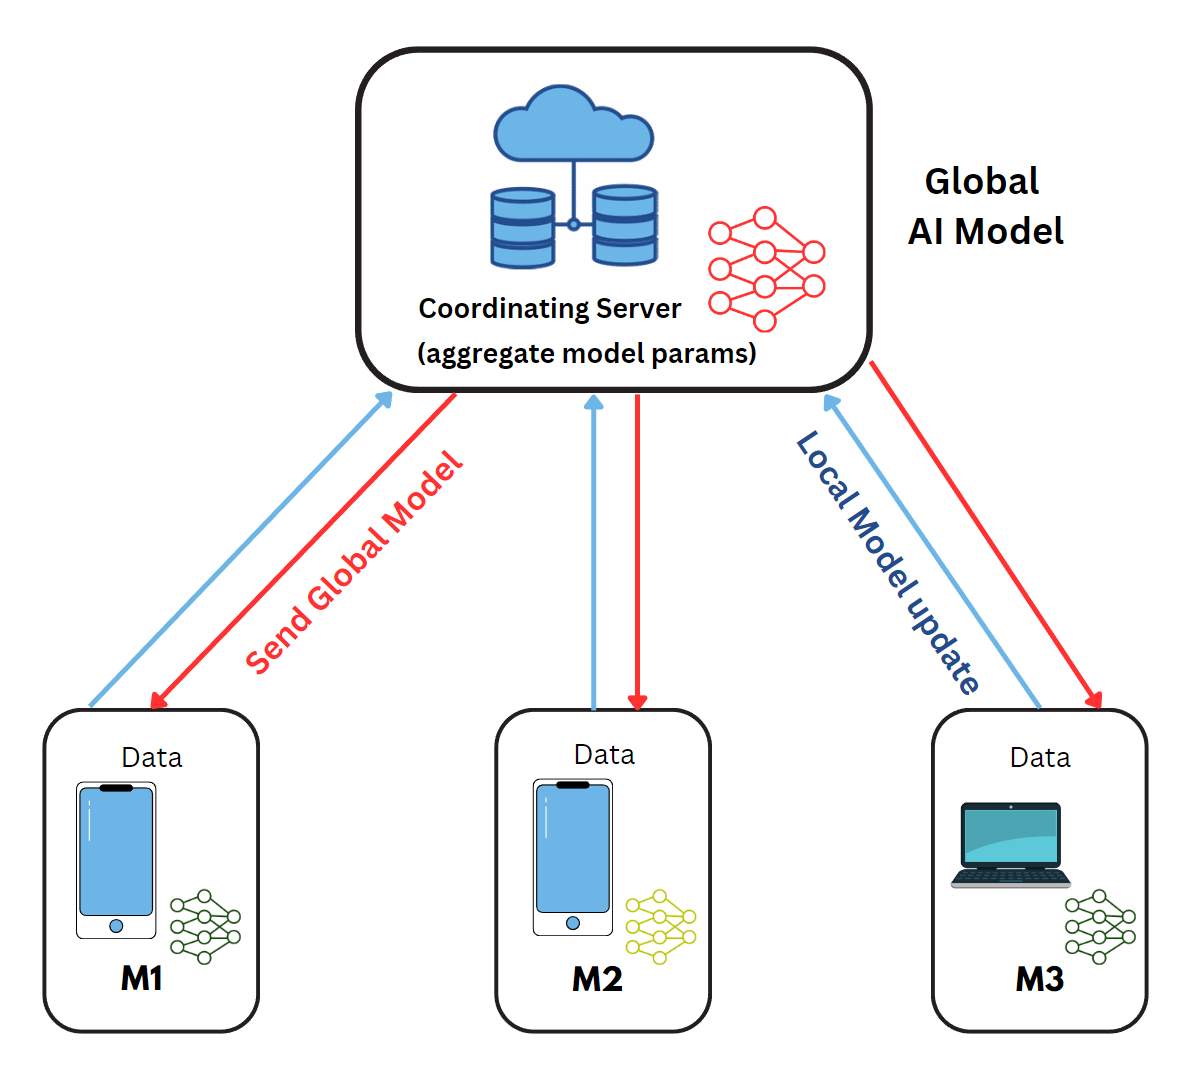 Global
AI Model
Coordinating Server
(aggregate model params)
Send Global Model
Local Model update
Data
M1
Data
M2
Data
M3